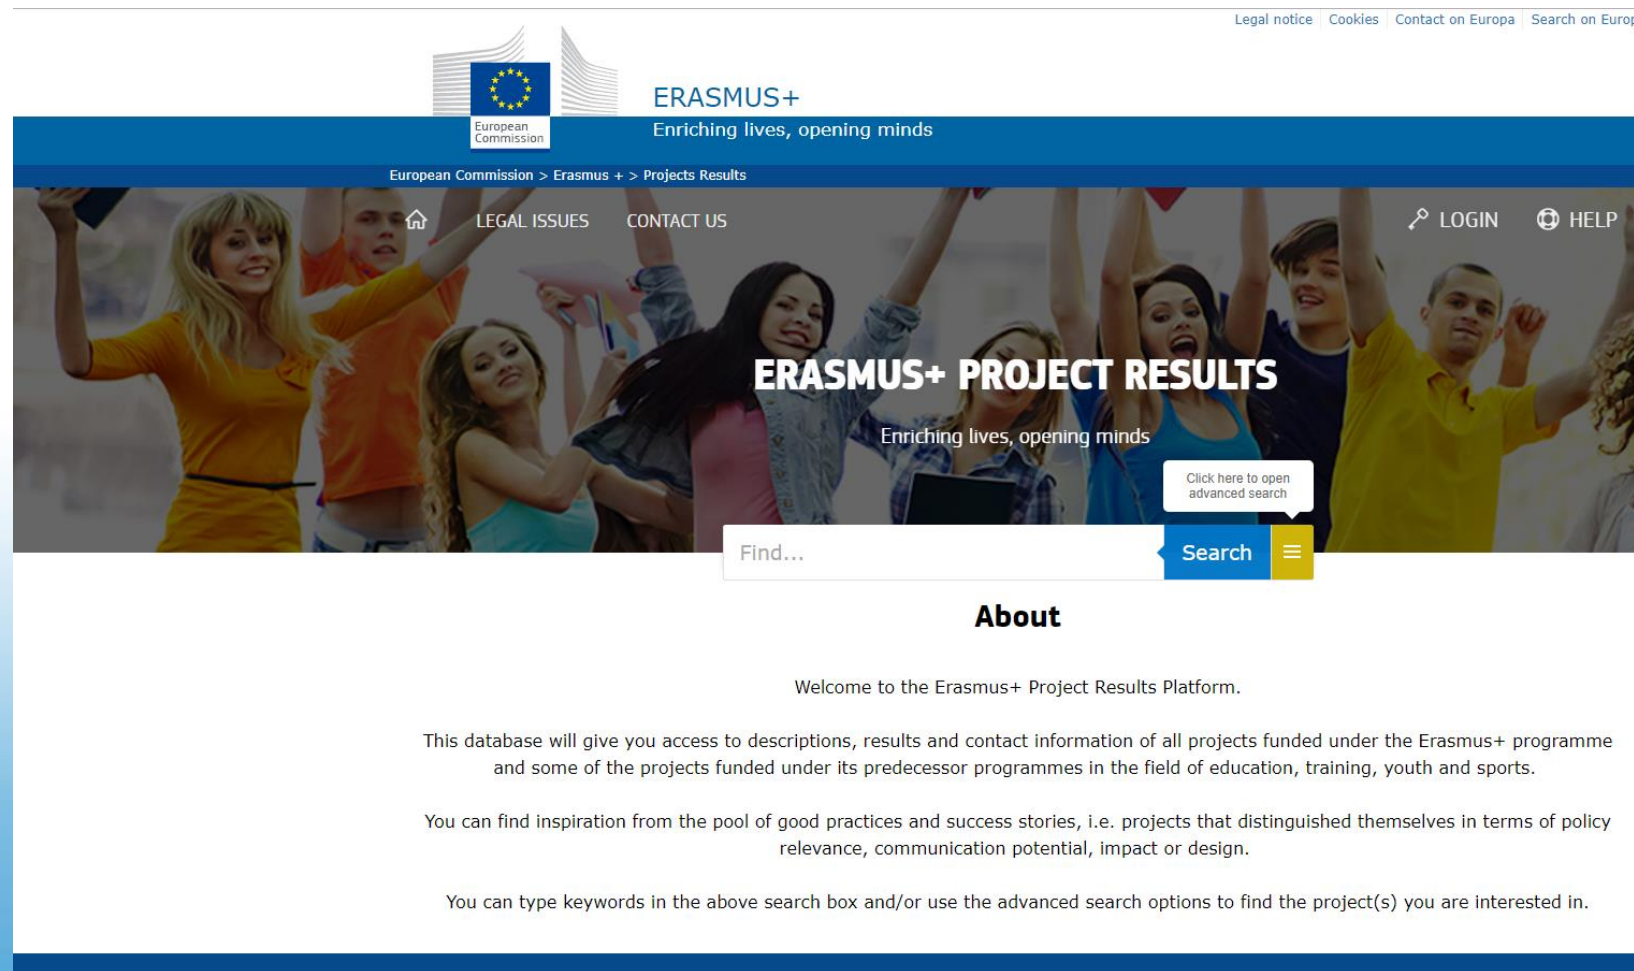 Legal notice Cookies Contact on Europa Search on
ERASMUS+
European
Commission
Enriching lives, opening minds
European Commission > Erasmus + > Projects Results
LEGAL ISSUES CONTACT US LOGIN HELP
ERASMUS+ PROJECT RESULTS
Enriching lives, opening minds
Click here to open
advanced search
Find... Search
About
Welcome to the Erasmus+ Project Results Platform.
This database will give you access to descriptions, results and contact information of all projects funded under the Erasmus+ programme
and some of the projects funded under its predecessor programmes in the field of education, training, youth and sports.
You can find inspiration from the pool of good practices and success stories, i.e. projects that distinguished themselves in terms of policy
relevance, communication potential, impact or design.
You can type keywords in the above search box and/or use the advanced search options to find the project(s) you are interested in.